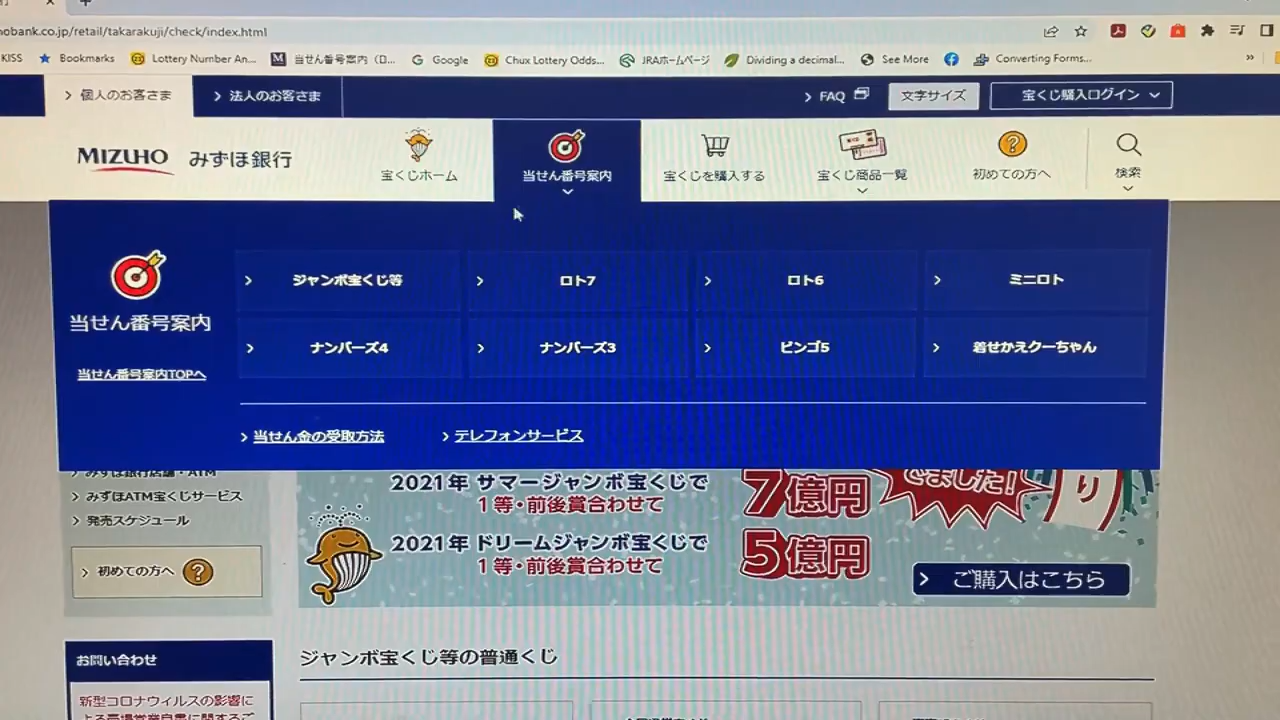 nobank.co.jp/retail/takarakuji/check/index.html
KISS Bookmarks Lottery Number An... 当せん番号案内（ロ... Google Chux Lottery Odds... JRAホームページ Dividing a decimal... See More Converting Forms...
個人のお客さま 法人のお客さま FAQ 文字サイズ 宝くじ購入ログイン
MIZUHO みずほ銀行
宝くじホーム 当せん番号案内 宝くじを購入する 宝くじ商品一覧 初めての方へ 検索
当せん番号案内
当せん番号案内TOPへ
ジャンボ宝くじ等 ロト7 ロト6 ミニロト
ナンバーズ4 ナンバーズ3 ビンゴ5 着せかえクーちゃん
当せん金の受取方法 テレフォンサービス
みずほ銀行店舗・ATM
みずほATM宝くじサービス
発売スケジュール
初めての方へ
2021年 サマージャンボ宝くじで
1等・前後賞合わせて
7億円
でました!
り
2021年 ドリームジャンボ宝くじで
1等・前後賞合わせて
5億円
ご購入はこちら
お問い合わせ
新型コロナウイルスの影響に
ジャンボ宝くじ等の普通くじ